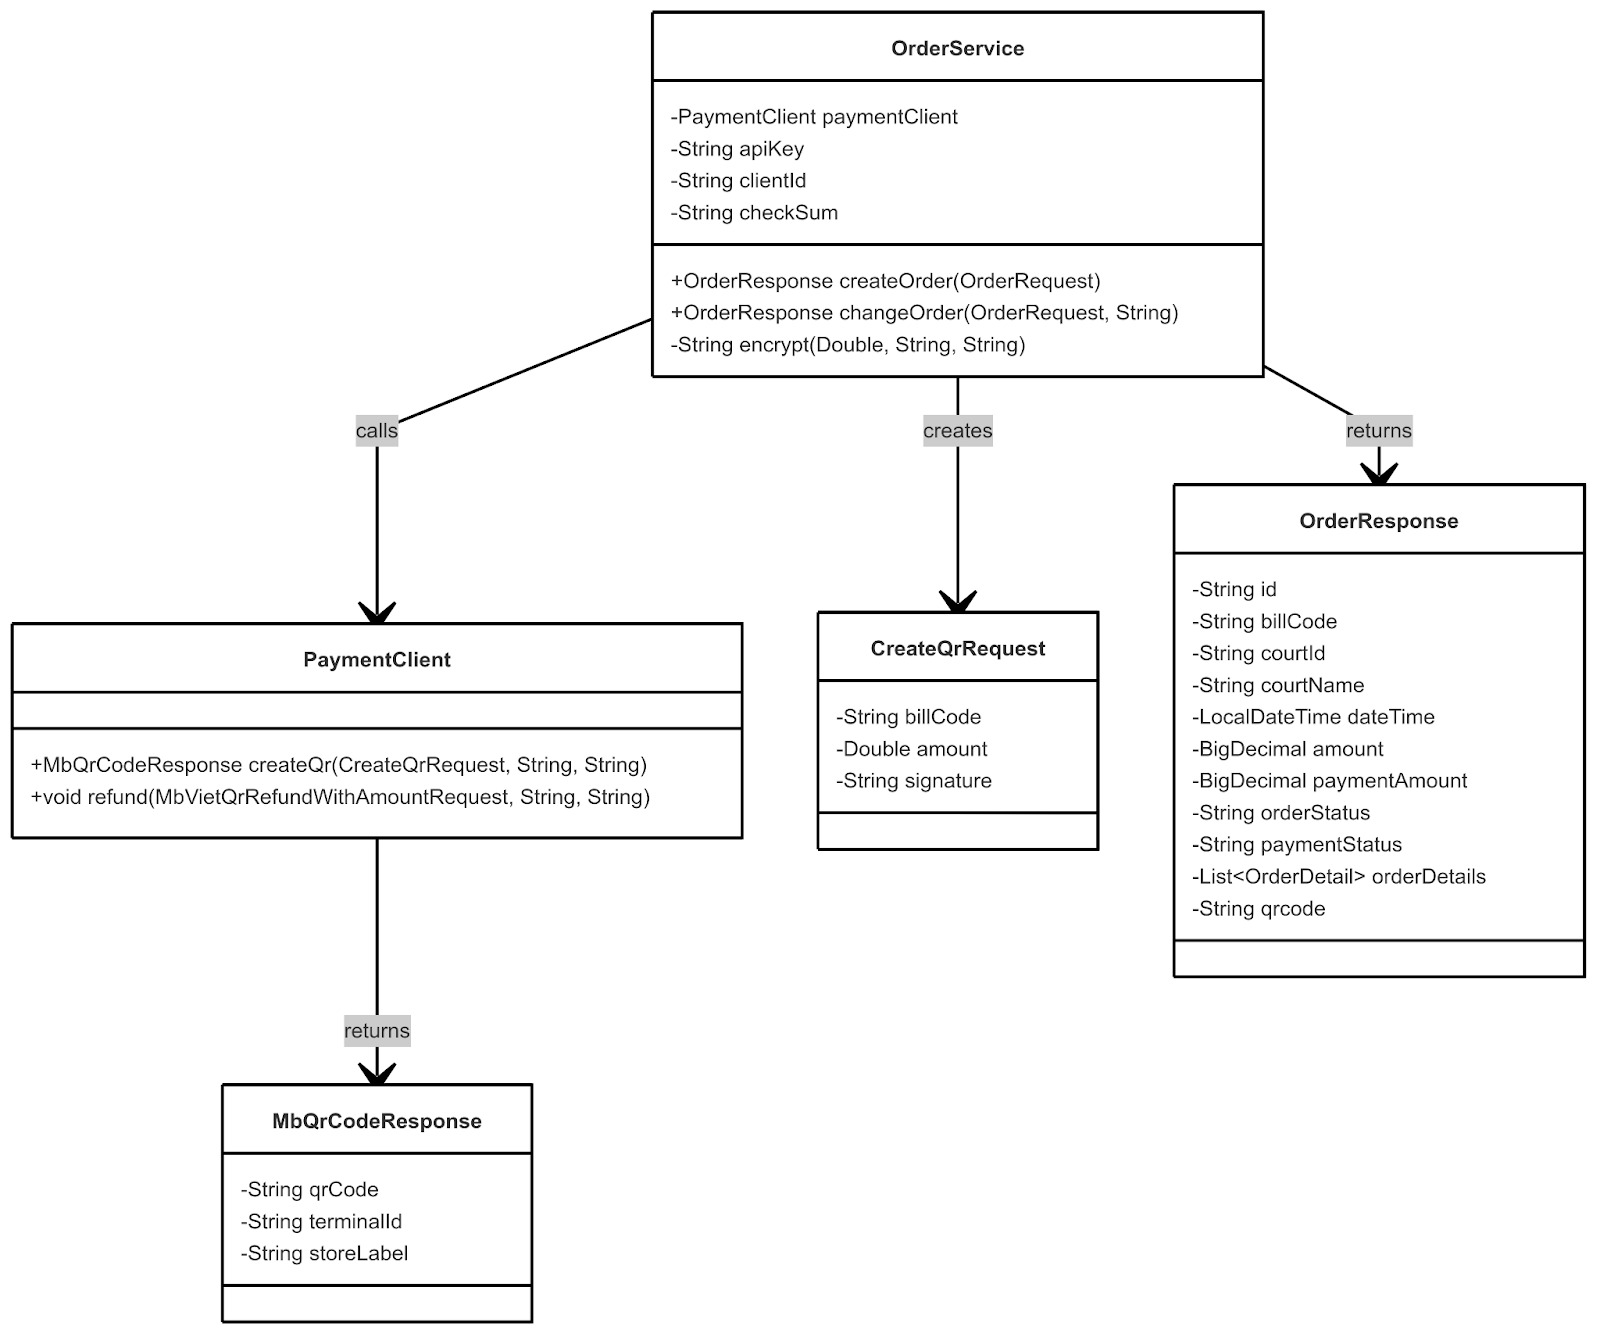 OrderService
-PaymentClient paymentClient
-String apiKey
-String clientId
-String checkSum
+OrderResponse createOrder(OrderRequest)
+OrderResponse changeOrder(OrderRequest, String)
-String encrypt(Double, String, String)
calls
creates
returns
PaymentClient
+MbQrCodeResponse createQr(CreateQrRequest, String, String)
+void refund(MbVietQrRefundWithAmountRequest, String, String)
CreateQrRequest
-String billCode
-Double amount
-String signature
OrderResponse
-String id
-String billCode
-String courtId
-String courtName
-LocalDateTime dateTime
-BigDecimal amount
-BigDecimal paymentAmount
-String orderStatus
-String paymentStatus
-List<OrderDetail> orderDetails
-String qrcode
returns
MbQrCodeResponse
-String qrCode
-String terminalId
-String storeLabel